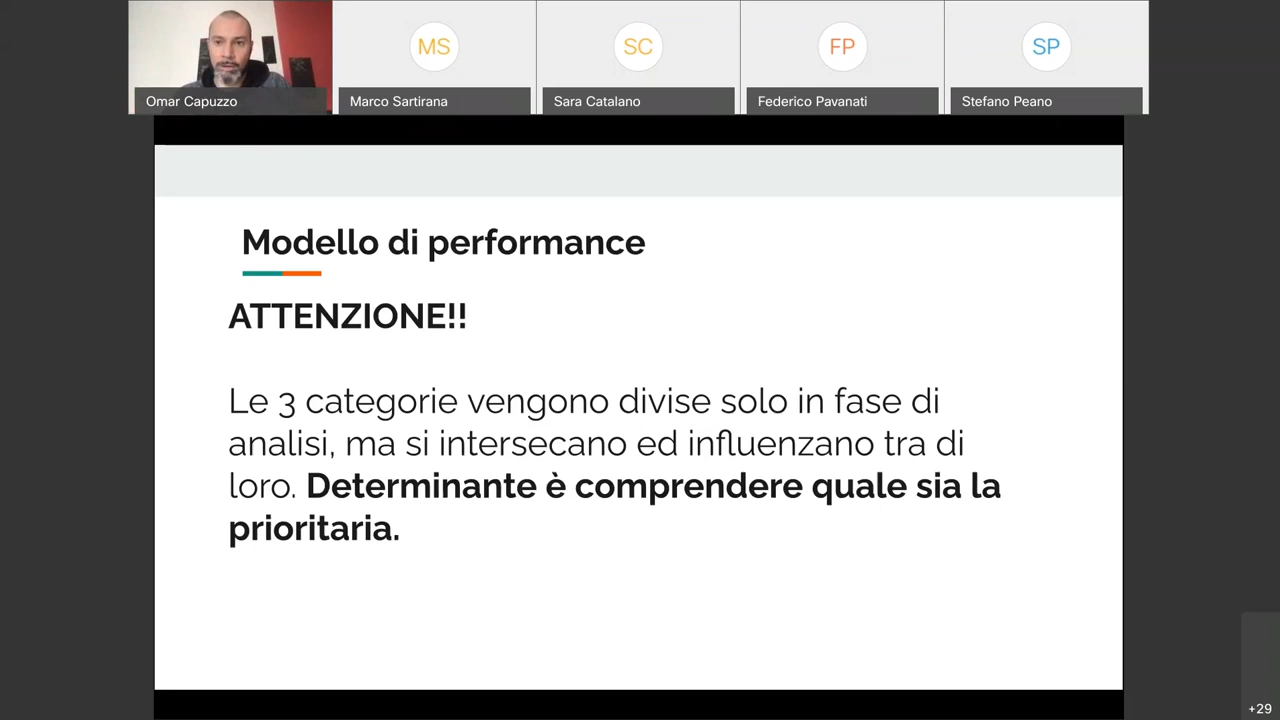 MS
SC
FP
SP
Omar Capuzzo
Marco Sartirana
Sara Catalano
Federico Pavanati
Stefano Peano
Modello di performance
ATTENZIONE!!
Le 3 categorie vengono divise solo in fase di
analisi, ma si intersecano ed influenzano tra di
loro. Determinante è comprendere quale sia la
prioritaria.
+29